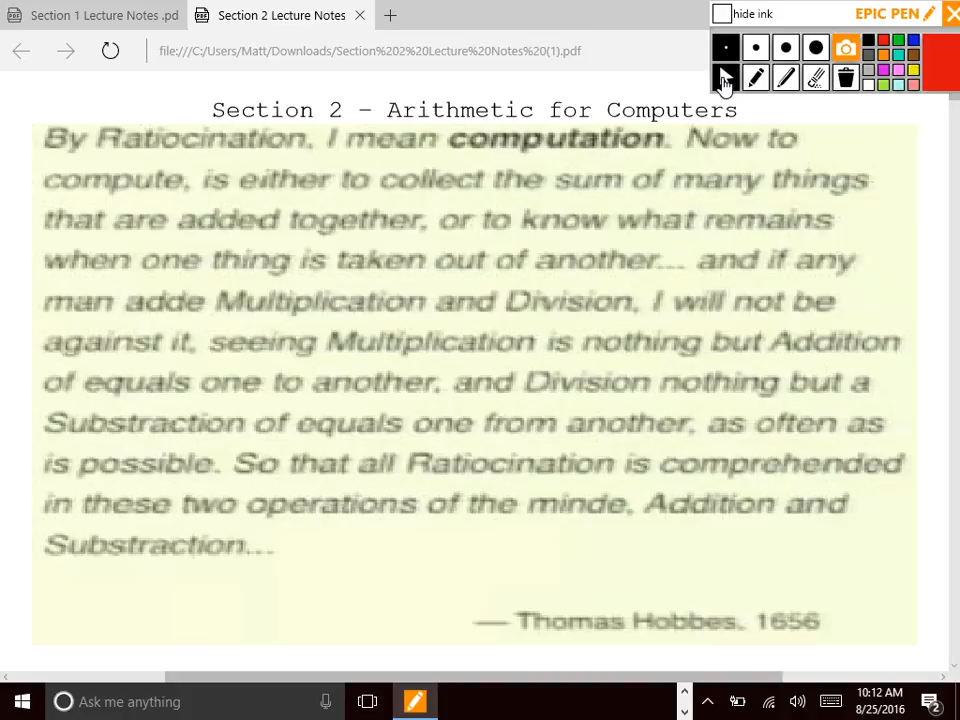 Section 1 Lecture Notes .pd
Section 2 Lecture Notes
hide ink
EPIC PEN
file:///C:/Users/Matt/Downloads/Section%202%20Lecture%20Notes%20(1).pdf
Section 2 – Arithmetic for Computers
By Ratiocination, I mean computation. Now to
compute, is either to collect the sum of many things
that are added together, or to know what remains
when one thing is taken out of another... and if any
man adde Multiplication and Division, I will not be
against it, seeing Multiplication is nothing but Addition
of equals one to another, and Division nothing but a
Substraction of equals one from another, as often as
is possible. So that all Ratiocination is comprehended
in these two operations of the minde, Addition and
Substraction...
— Thomas Hobbes, 1656
Ask me anything
10:12 AM
8/25/2016
2